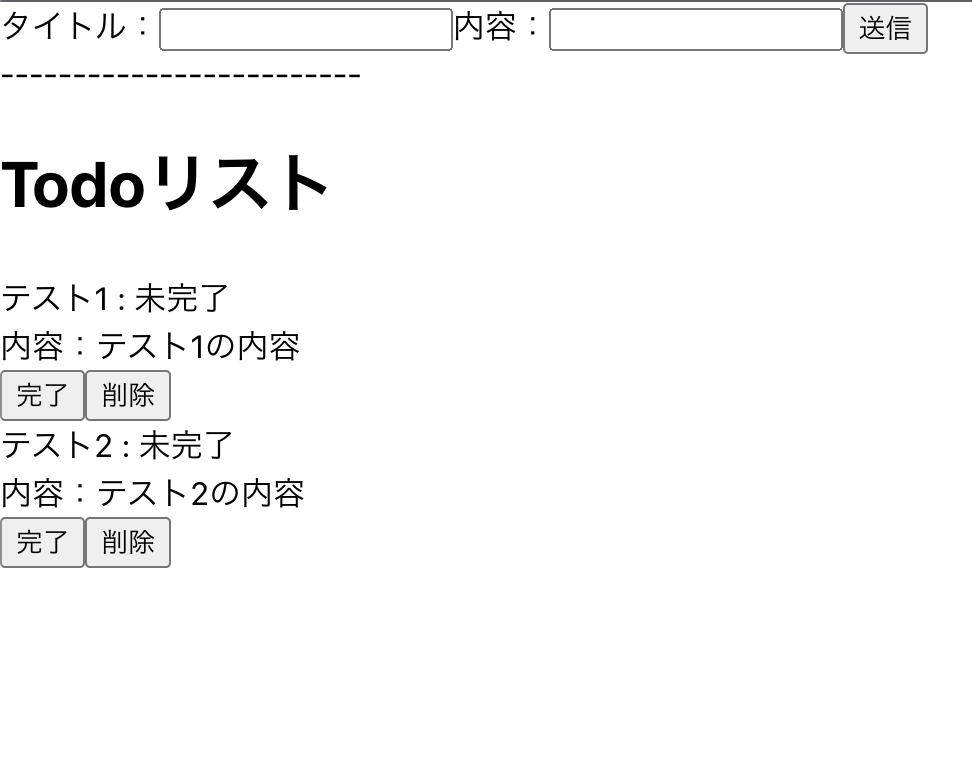 タイトル：内容：送信
-------------------------
Todoリスト
テスト1 : 未完了
内容：テスト1の内容
完了削除
テスト2 : 未完了
内容：テスト2の内容
完了削除